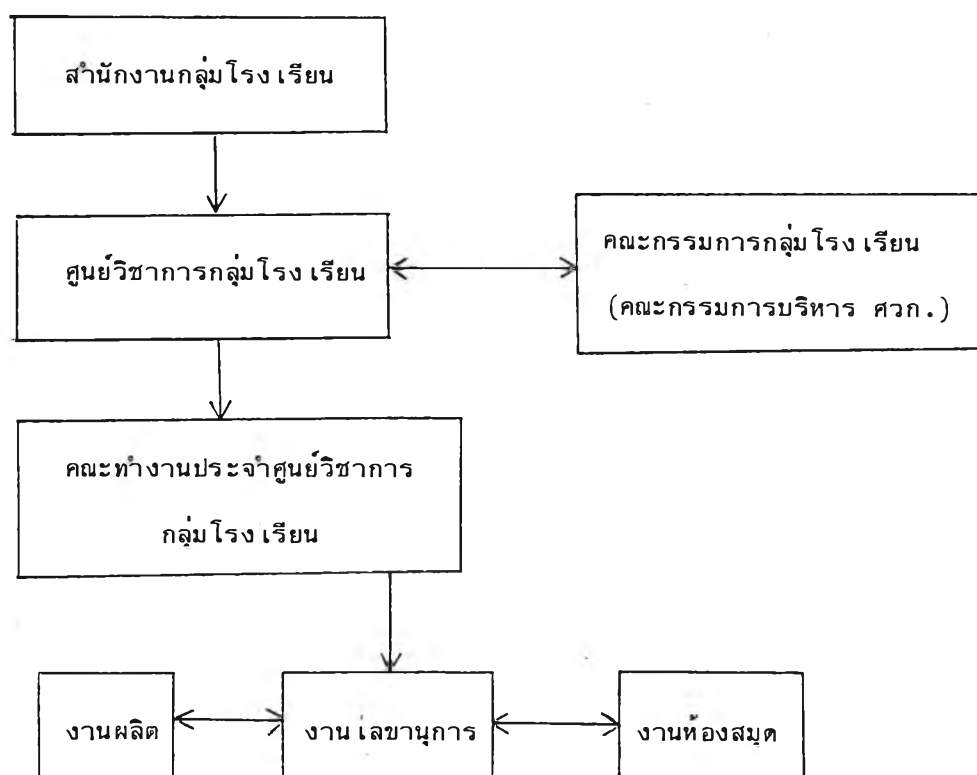 สำนักงานกลุ่มโรงเรียน
ศูนย์วิชาการกลุ่มโรงเรียน
คณะกรรมการกลุ่มโรงเรียน
(คณะกรรมการบริหาร ศวก.)
คณะทำงานประจำศูนย์วิชาการ
กลุ่มโรงเรียน
งานผลิต
งานเลขานุการ
งานห้องสมุด